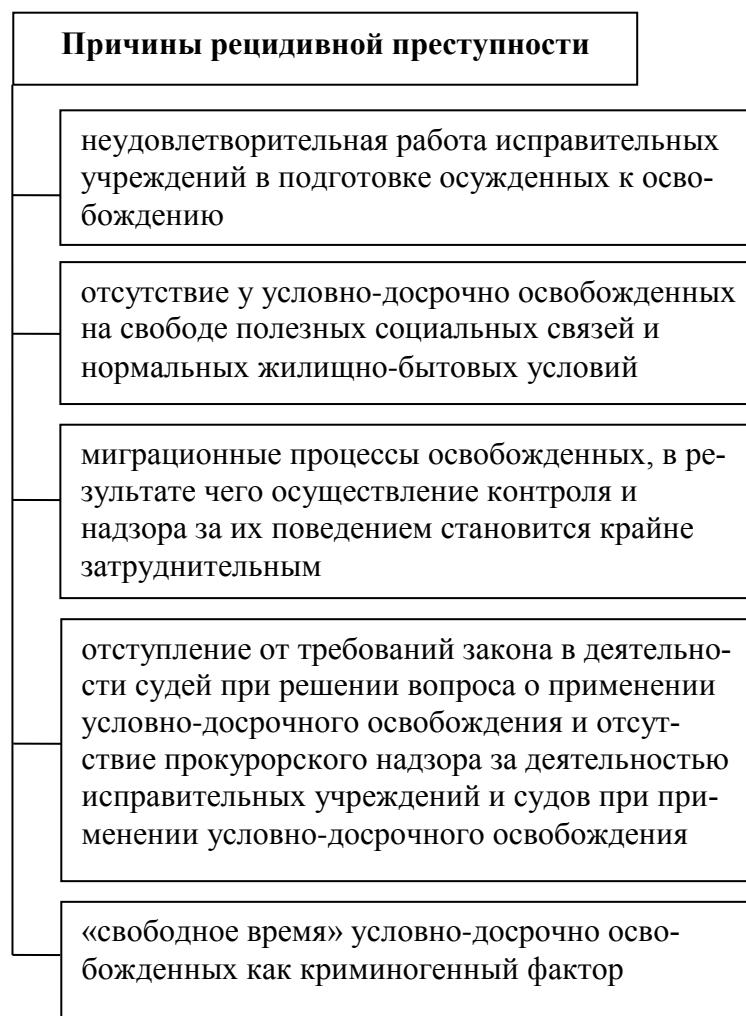 Причины рецидивной преступности
неудовлетворительная работа исправительных
учреждений в подготовке осужденных к осво-
бождению
отсутствие у условно-досрочно освобожденных
на свободе полезных социальных связей и
нормальных жилищно-бытовых условий
миграционные процессы освобожденных, в ре-
зультате чего осуществление контроля и
надзора за их поведением становится крайне
затруднительным
отступление от требований закона в деятельно-
сти судей при решении вопроса о применении
условно-досрочного освобождения и отсут-
ствие прокурорского надзора за деятельностью
исправительных учреждений и судов при при-
менении условно-досрочного освобождения
«свободное время» условно-досрочно осво-
божденных как криминогенный фактор